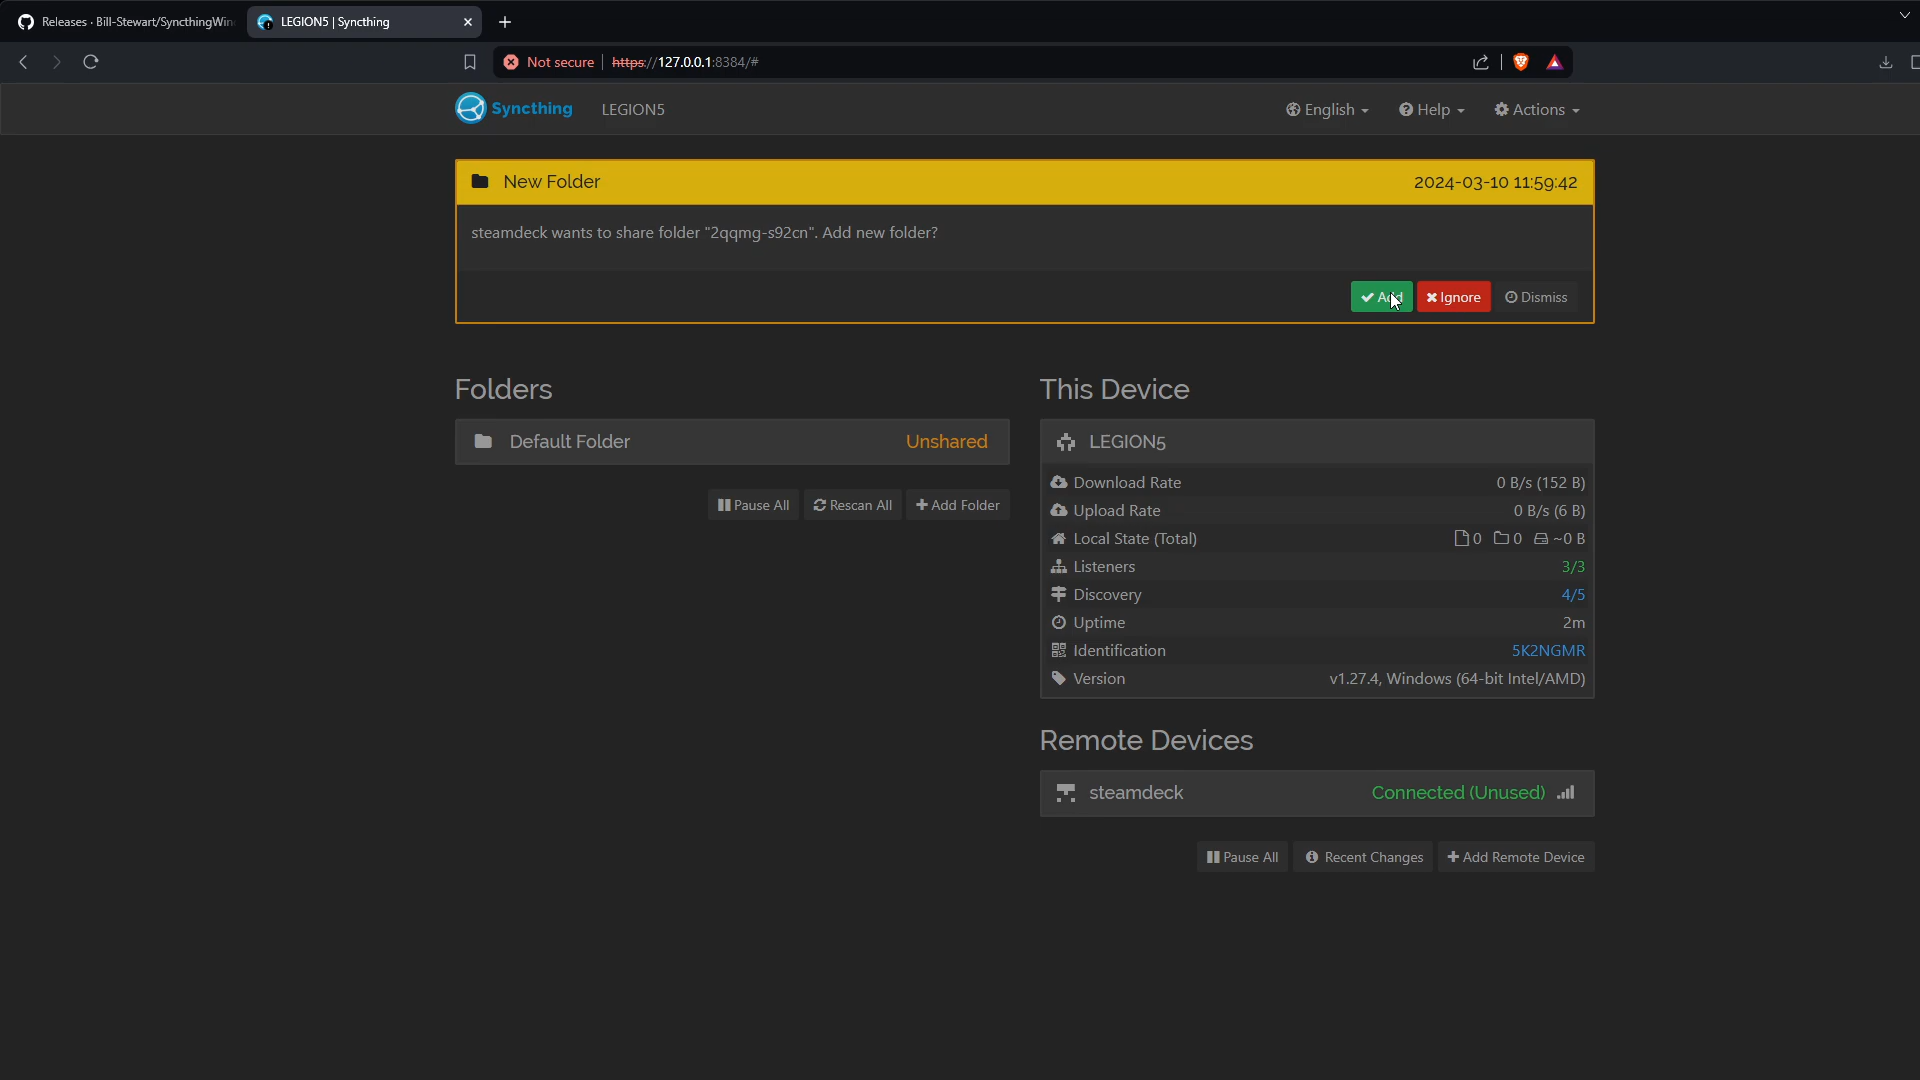 Releases · Bill-Stewart/SyncthingWin
LEGION5 | Syncthing
Not secure https://127.0.0.1:8384/#
Syncthing LEGION5 English Help Actions
New Folder 2024-03-10 11:59:42
steamdeck wants to share folder "2qqmg-s92cn". Add new folder?
Add Ignore Dismiss
Folders
Default Folder Unshared
Pause All Rescan All Add Folder
This Device
LEGION5
Download Rate 0 B/s (152 B)
Upload Rate 0 B/s (6 B)
Local State (Total) 0 0 ~0 B
Listeners 3/3
Discovery 4/5
Uptime 2m
Identification 5K2NGMR
Version v1.27.4, Windows (64-bit Intel/AMD)
Remote Devices
steamdeck Connected (Unused)
Pause All Recent Changes Add Remote Device